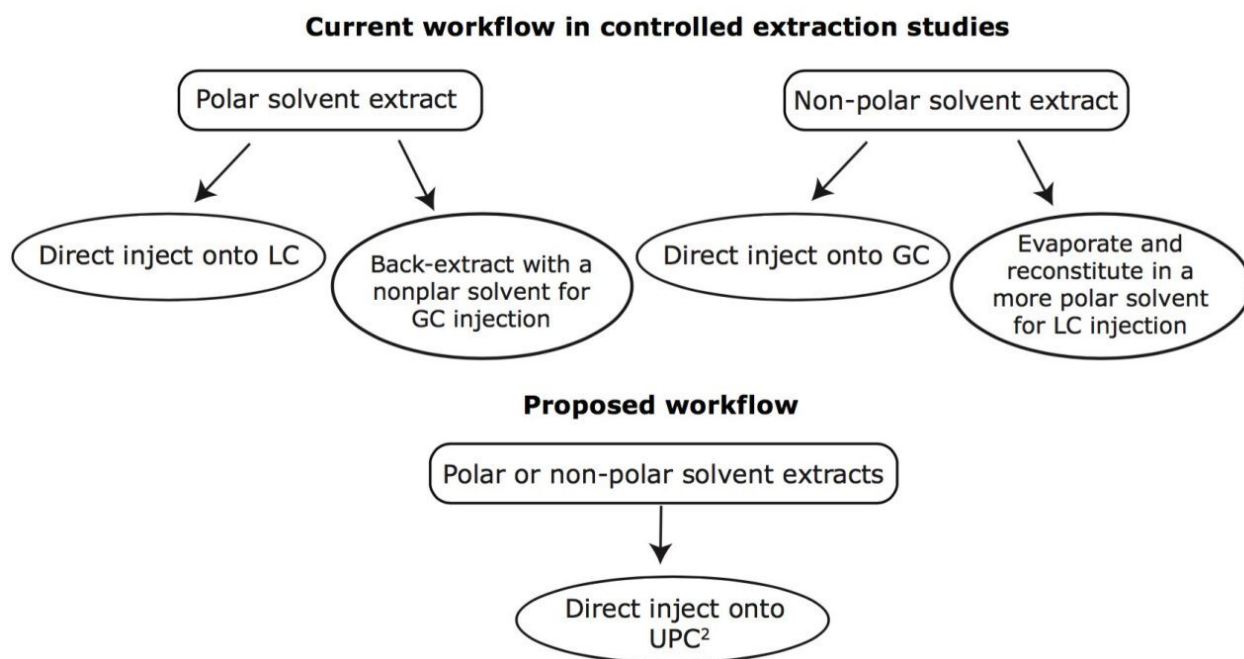 Current workflow in controlled extraction studies
Polar solvent extract
Non-polar solvent extract
Direct inject onto LC
Back-extract with a
nonplar solvent for
GC injection
Direct inject onto GC
Evaporate and
reconstitute in a
more polar solvent
for LC injection
Proposed workflow
Polar or non-polar solvent extracts
Direct inject onto
UPC²